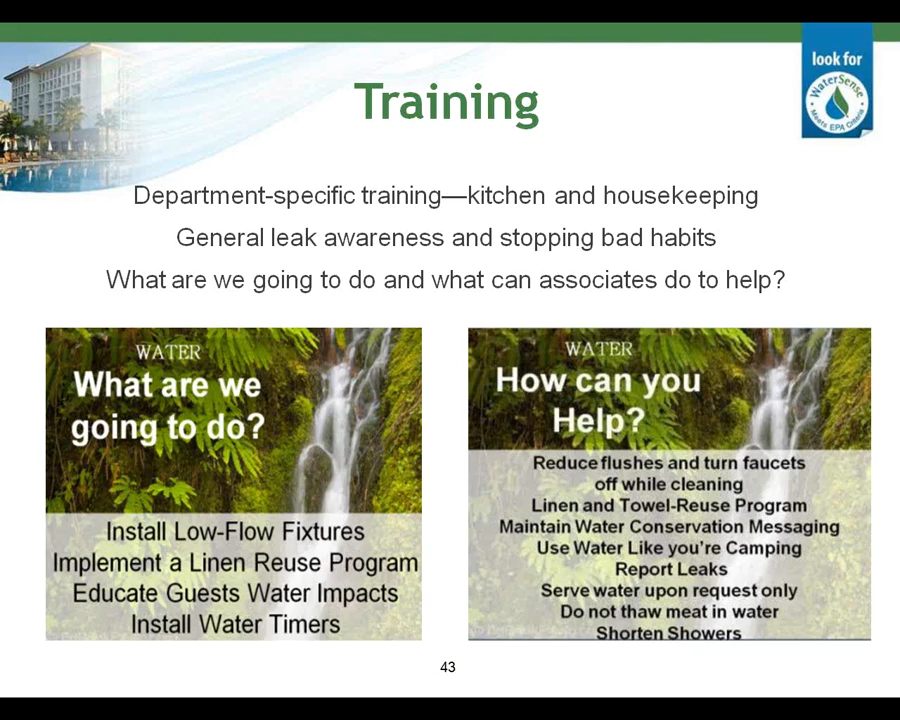 look for
WaterSense
Meets EPA Criteria
Training
Department-specific training—kitchen and housekeeping
General leak awareness and stopping bad habits
What are we going to do and what can associates do to help?
WATER
What are we
going to do?
Install Low-Flow Fixtures
Implement a Linen Reuse Program
Educate Guests Water Impacts
Install Water Timers
WATER
How can you
Help?
Reduce flushes and turn faucets
off while cleaning
Linen and Towel-Reuse Program
Maintain Water Conservation Messaging
Use Water Like you're Camping
Report Leaks
Serve water upon request only
Do not thaw meat in water
Shorten Showers
43